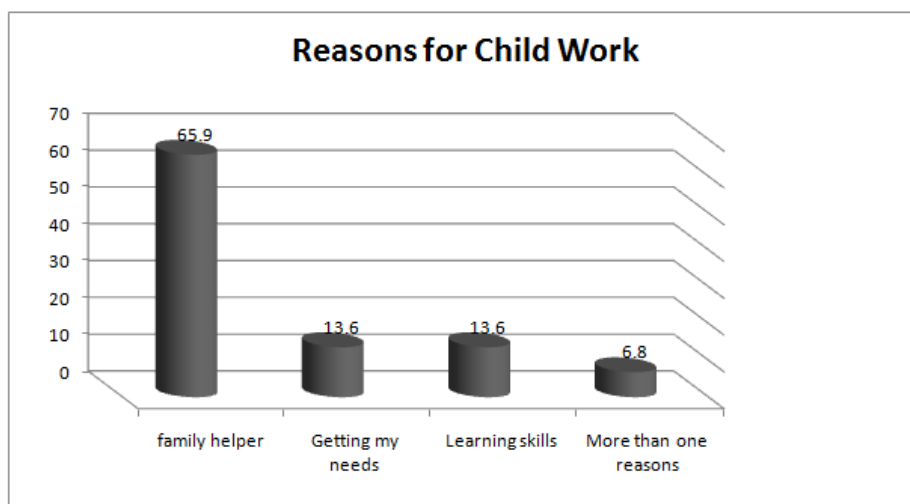 Reasons for Child Work
70
60
50
40
30
20
10
0
65.9
13.6
13.6
6.8
family helper
Getting my
needs
Learning skills
More than one
reasons